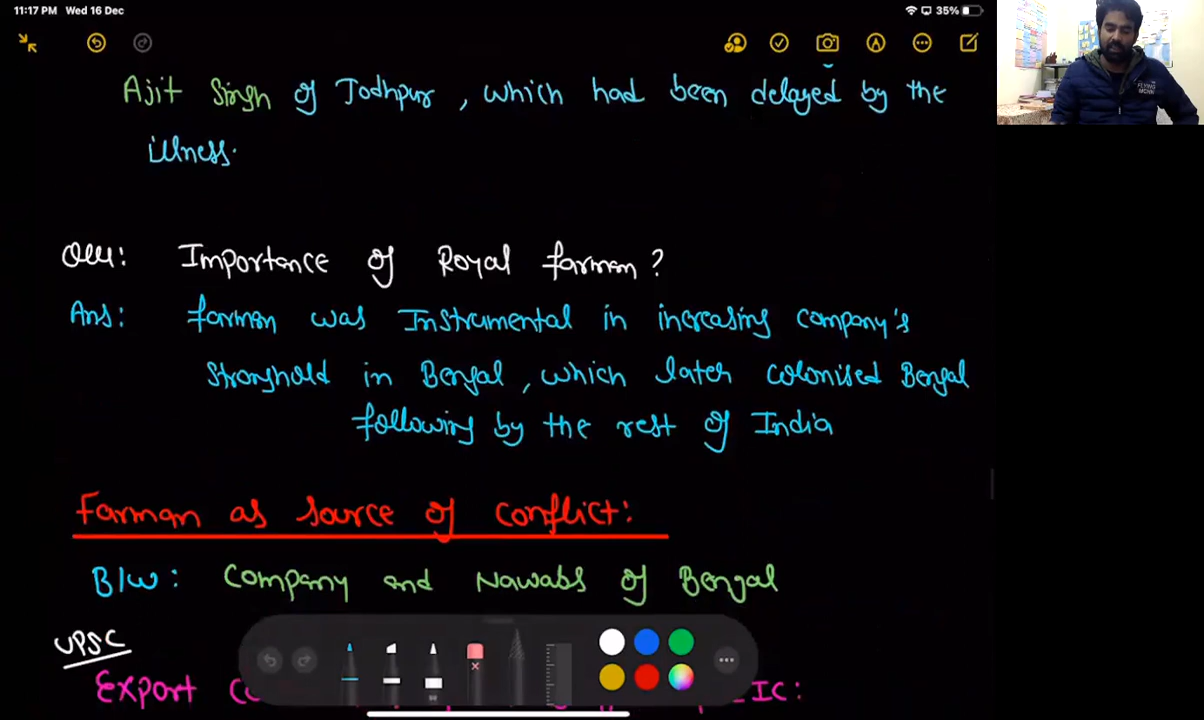 11:17 PM Wed 16 Dec
35%
Ajit Singh of Jodhpur, which had been delayed by the
illness.
Que: Importance of Royal farman?
Ans: farman was Instrumental in increasing company's
Stronghold in Bengal, which later colonised Bengal
following by the rest of India
Farman as source of conflict:
B/w: Company and Nawabs of Bengal
UPSC
Export
IC: